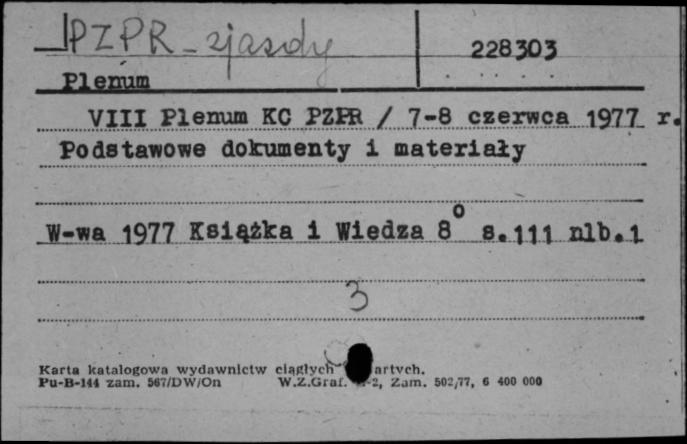 PZPR - zjazdy
228303
Plenum
VIII Plenum KC PZPR / 7-8 czerwca 1977 r.
Podstawowe dokumenty i materiały
W-wa 1977 Książka i Wiedza 8° s.111 nlb.1
3
Karta katalogowa wydawnictw ciągłych
Pu-B-144 zam. 567/DW/On W.Z.Graf. Zam. 502/77, 6 400 000